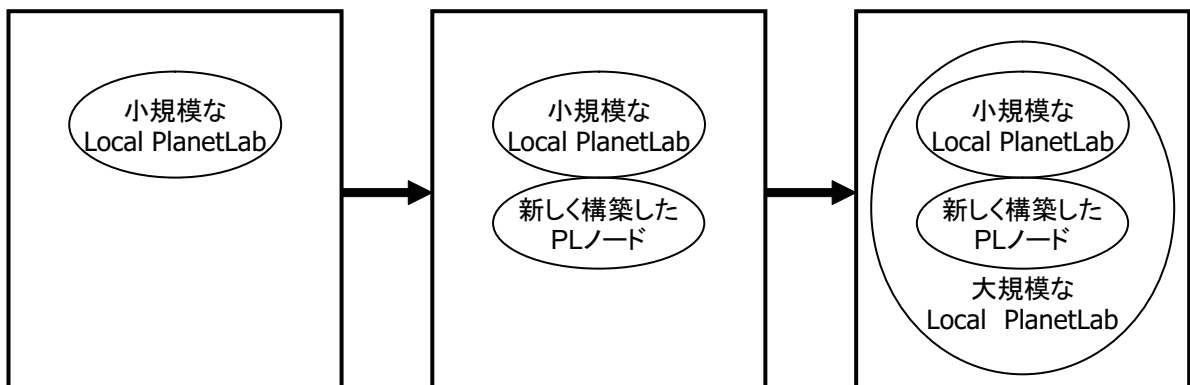 小規模な
Local PlanetLab
小規模な
Local PlanetLab
新しく構築した
PLノード
小規模な
Local PlanetLab
新しく構築した
PLノード
大規模な
Local PlanetLab